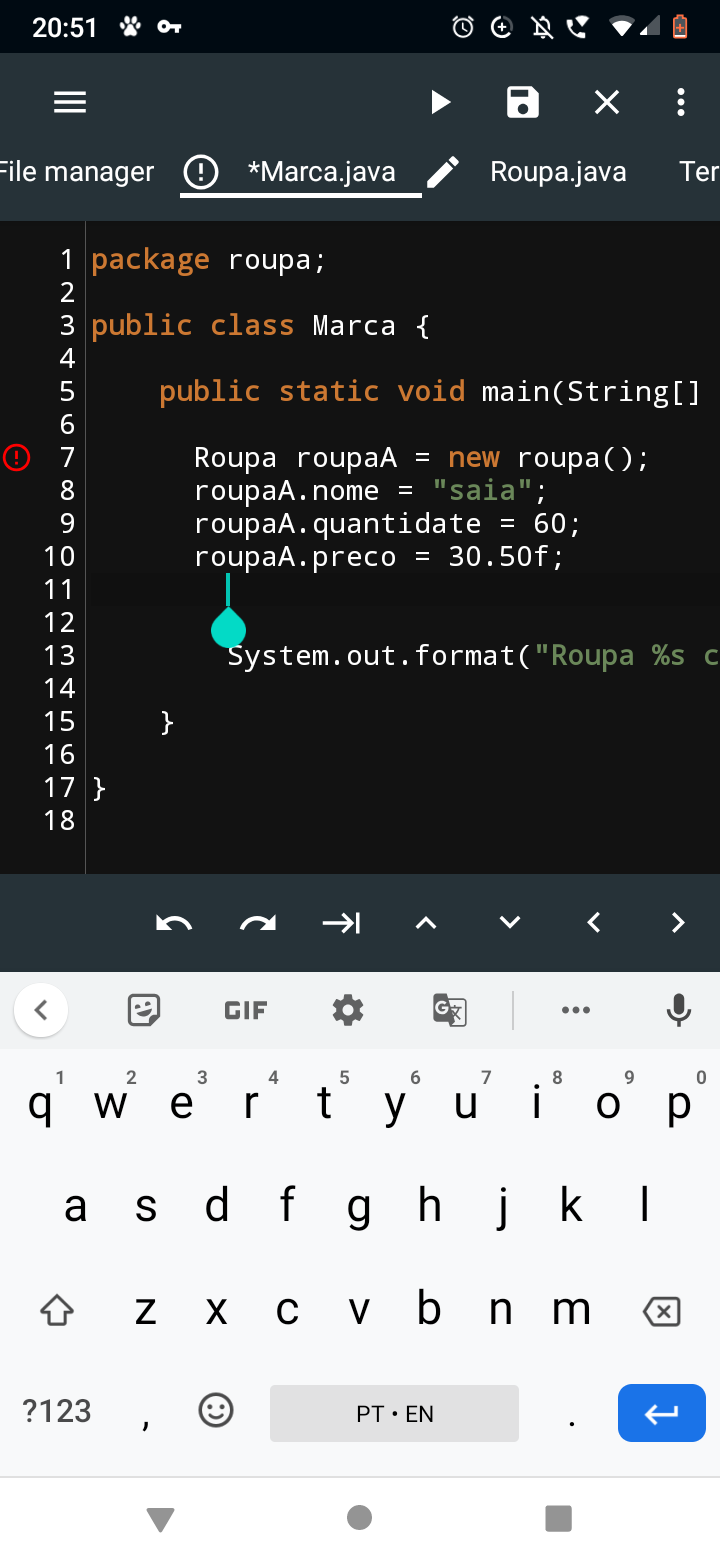 20:51
File manager *Marca.java Roupa.java Ter
1 package roupa;
2
3 public class Marca {
4
5 public static void main(String[]
6
7 Roupa roupaA = new roupa();
8 roupaA.nome = "saia";
9 roupaA.quantidate = 60;
10 roupaA.preco = 30.50f;
11
12
13 System.out.format("Roupa %s c
14
15 }
16
17 }
18
GIF
1 2 3 4 5 6 7 8 9 0
q w e r t y u i o p
a s d f g h j k l
z x c v b n m
?123 , PT • EN .